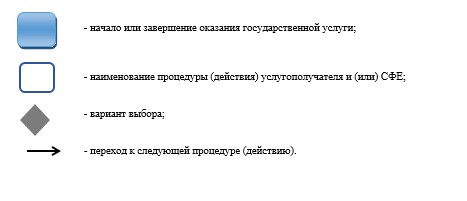 - начало или завершение оказания государственной услуги;
- наименование процедуры (действия) услугополучателя и (или) СФЕ;
- вариант выбора;
- переход к следующей процедуре (действию).